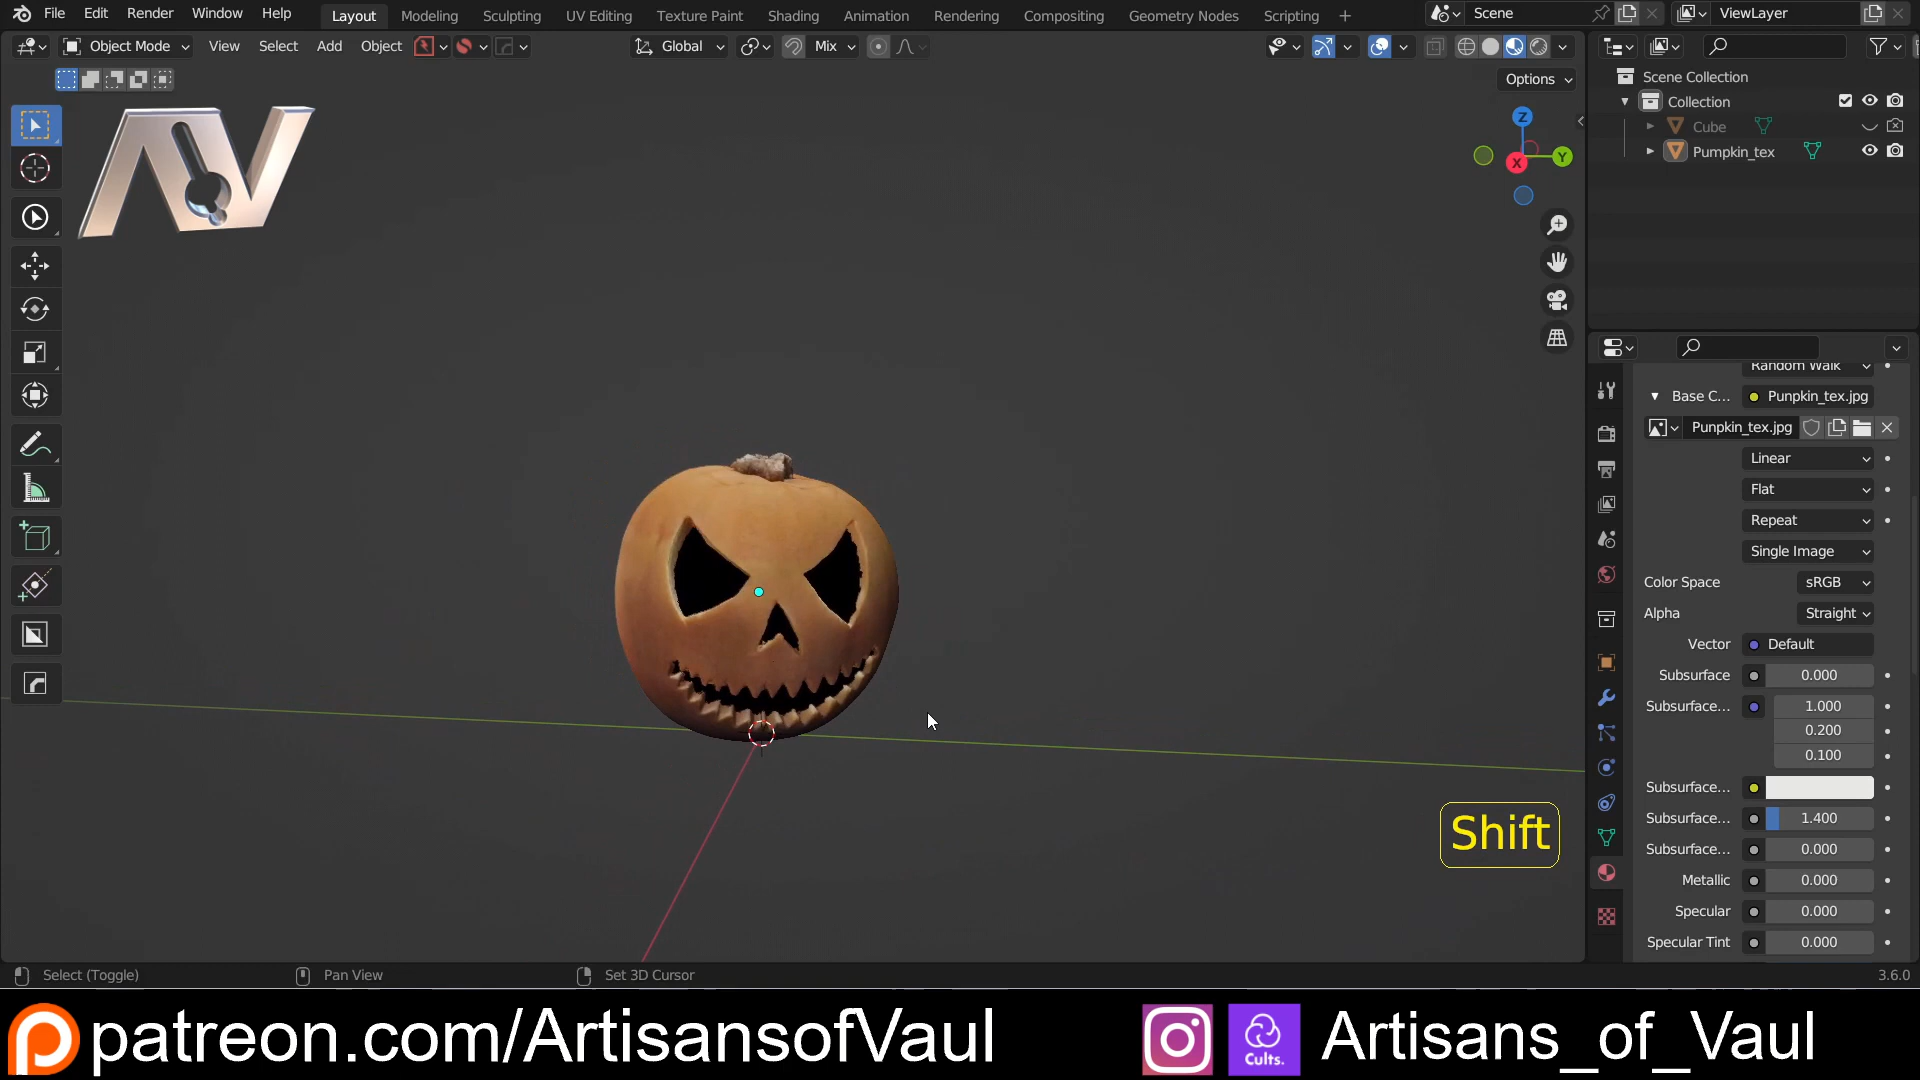 File Edit Render Window Help Layout Modeling Sculpting UV Editing Texture Paint Shading Animation Rendering Compositing Geometry Nodes Scripting + Scene ViewLayer
Object Mode View Select Add Object Global Mix
Options
Scene Collection
Collection
Cube
Pumpkin_tex
Z
Y
X
Random Walk
Base C... Punpkin_tex.jpg
Punpkin_tex.jpg
Linear
Flat
Repeat
Single Image
Color Space sRGB
Alpha Straight
Vector Default
Subsurface 0.000
Subsurface... 1.000
0.200
0.100
Subsurface...
Subsurface... 1.400
Subsurface... 0.000
Metallic 0.000
Specular 0.000
Specular Tint 0.000
Shift
Select (Toggle) Pan View Set 3D Cursor 3.6.0
patreon.com/ArtisansofVaul Cults. Artisans_of_Vaul